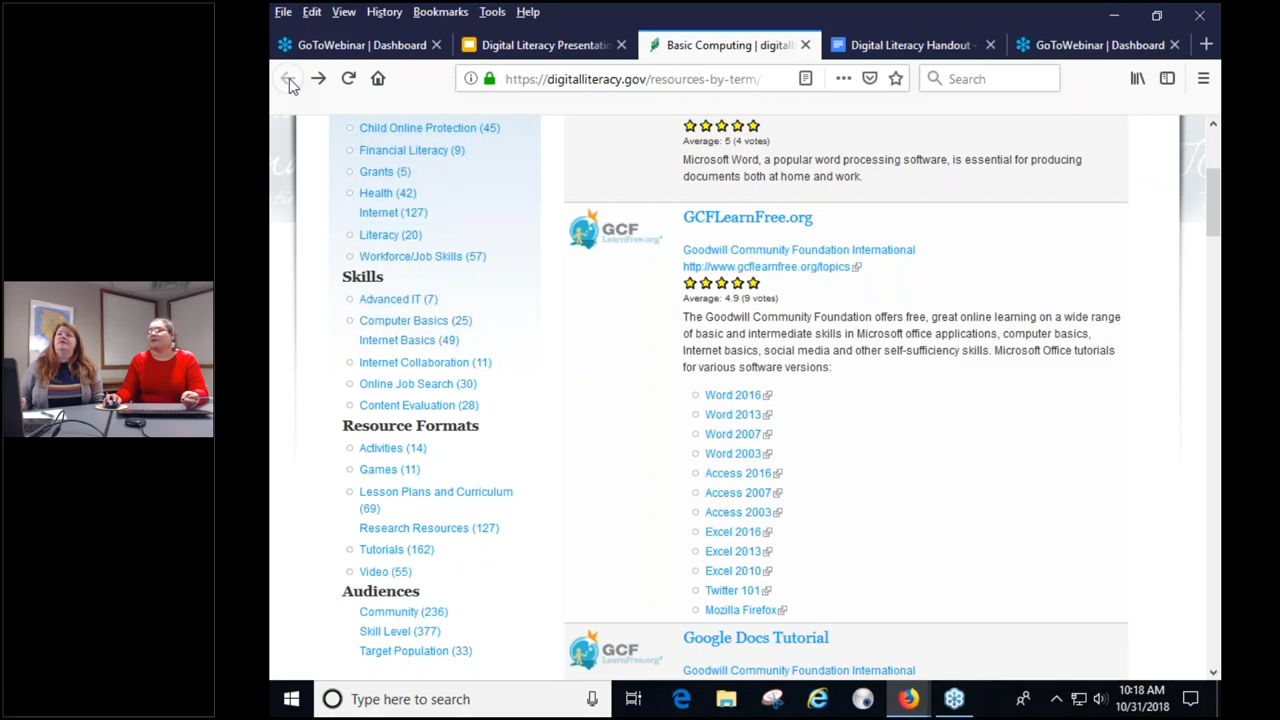 File Edit View History Bookmarks Tools Help
GoToWebinar | Dashboard
Digital Literacy Presentatio
Basic Computing | digitall
Digital Literacy Handout -
GoToWebinar | Dashboard
https://digitalliteracy.gov/resources-by-term/
Search
Child Online Protection (45)
Financial Literacy (9)
Grants (5)
Health (42)
Internet (127)
Literacy (20)
Workforce/Job Skills (57)
Skills
Advanced IT (7)
Computer Basics (25)
Internet Basics (49)
Internet Collaboration (11)
Online Job Search (30)
Content Evaluation (28)
Resource Formats
Activities (14)
Games (11)
Lesson Plans and Curriculum
(69)
Research Resources (127)
Tutorials (162)
Video (55)
Audiences
Community (236)
Skill Level (377)
Target Population (33)
Average: 5 (4 votes)
Microsoft Word, a popular word processing software, is essential for producing
documents both at home and work.
GCF
LearnFree.org
GCFLearnFree.org
Goodwill Community Foundation International
http://www.gcflearnfree.org/topics
Average: 4.9 (9 votes)
The Goodwill Community Foundation offers free, great online learning on a wide range
of basic and intermediate skills in Microsoft office applications, computer basics,
Internet basics, social media and other self-sufficiency skills. Microsoft Office tutorials
for various software versions:
Word 2016
Word 2013
Word 2007
Word 2003
Access 2016
Access 2007
Access 2003
Excel 2016
Excel 2013
Excel 2010
Twitter 101
Mozilla Firefox
GCF
LearnFree.org
Google Docs Tutorial
Goodwill Community Foundation International
Type here to search
10:18 AM
10/31/2018